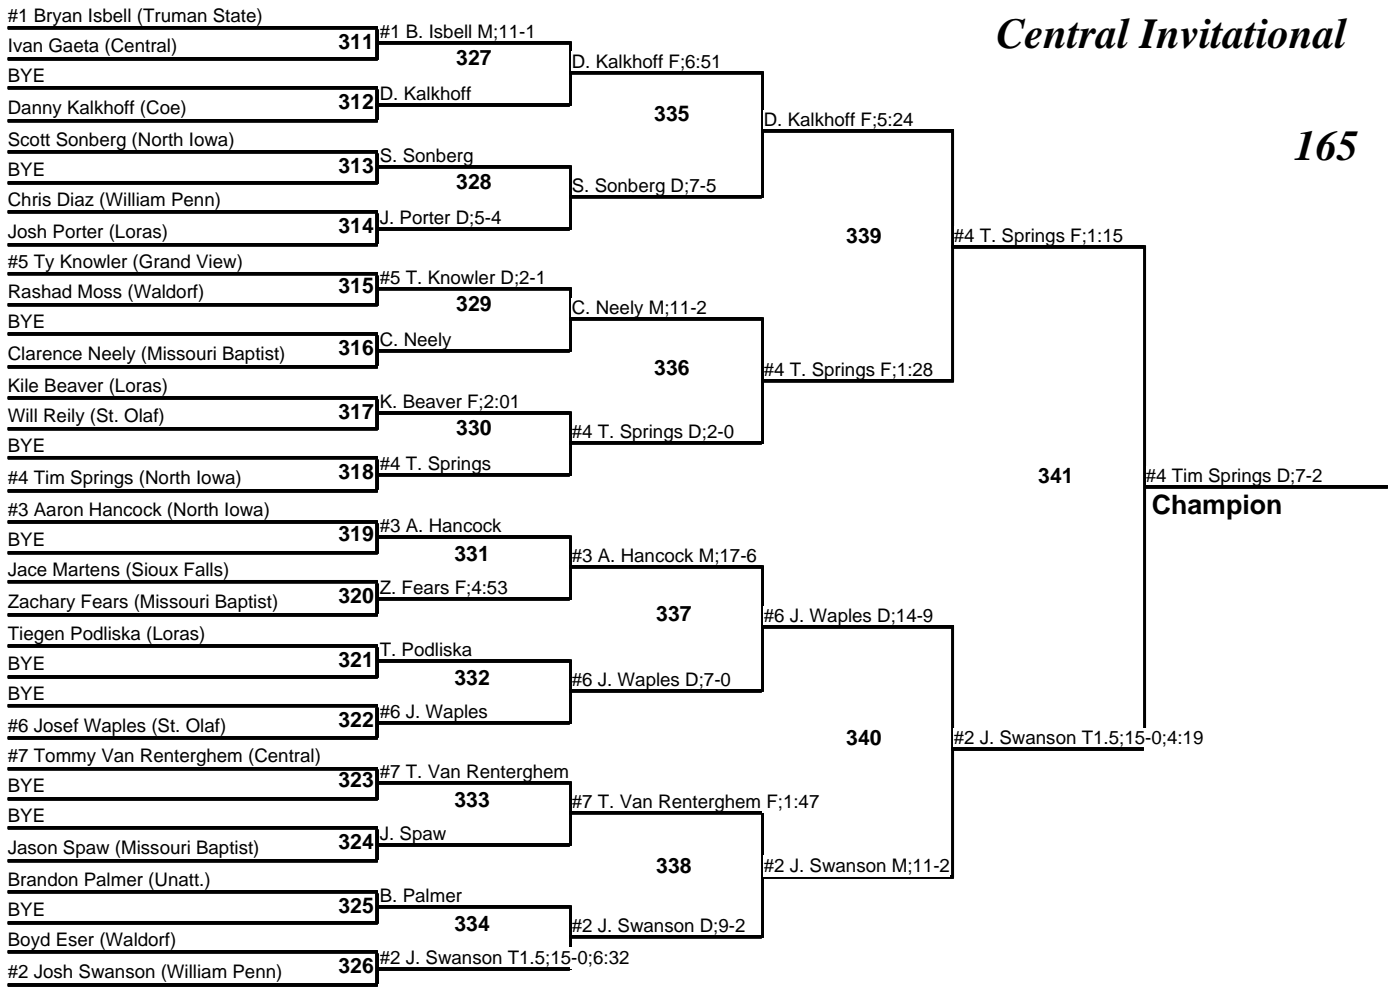 Central Invitational
165
#1 Bryan Isbell (Truman State)
Ivan Gaeta (Central)
BYE
Danny Kalkhoff (Coe)
Scott Sonberg (North Iowa)
BYE
Chris Diaz (William Penn)
Josh Porter (Loras)
#5 Ty Knowler (Grand View)
Rashad Moss (Waldorf)
BYE
Clarence Neely (Missouri Baptist)
Kile Beaver (Loras)
Will Reily (St. Olaf)
BYE
#4 Tim Springs (North Iowa)
#3 Aaron Hancock (North Iowa)
BYE
Jace Martens (Sioux Falls)
Zachary Fears (Missouri Baptist)
Tiegen Podliska (Loras)
BYE
BYE
#6 Josef Waples (St. Olaf)
#7 Tommy Van Renterghem (Central)
BYE
BYE
Jason Spaw (Missouri Baptist)
Brandon Palmer (Unatt.)
BYE
Boyd Eser (Waldorf)
#2 Josh Swanson (William Penn)
311
312
313
314
315
316
317
318
319
320
321
322
323
324
325
326
#1 B. Isbell M;11-1
D. Kalkhoff
S. Sonberg
J. Porter D;5-4
#5 T. Knowler D;2-1
C. Neely
K. Beaver F;2:01
#4 T. Springs
#3 A. Hancock
Z. Fears F;4:53
T. Podliska
#6 J. Waples
#7 T. Van Renterghem
J. Spaw
B. Palmer
#2 J. Swanson T1.5;15-0;6:32
327
328
329
330
331
332
333
334
D. Kalkhoff F;6:51
S. Sonberg D;7-5
C. Neely M;11-2
#4 T. Springs D;2-0
#3 A. Hancock M;17-6
#6 J. Waples D;7-0
#7 T. Van Renterghem F;1:47
#2 J. Swanson D;9-2
335
336
337
338
D. Kalkhoff F;5:24
#4 T. Springs F;1:28
#6 J. Waples D;14-9
#2 J. Swanson M;11-2
339
340
#4 T. Springs F;1:15
#2 J. Swanson T1.5;15-0;4:19
341
#4 Tim Springs D;7-2
Champion